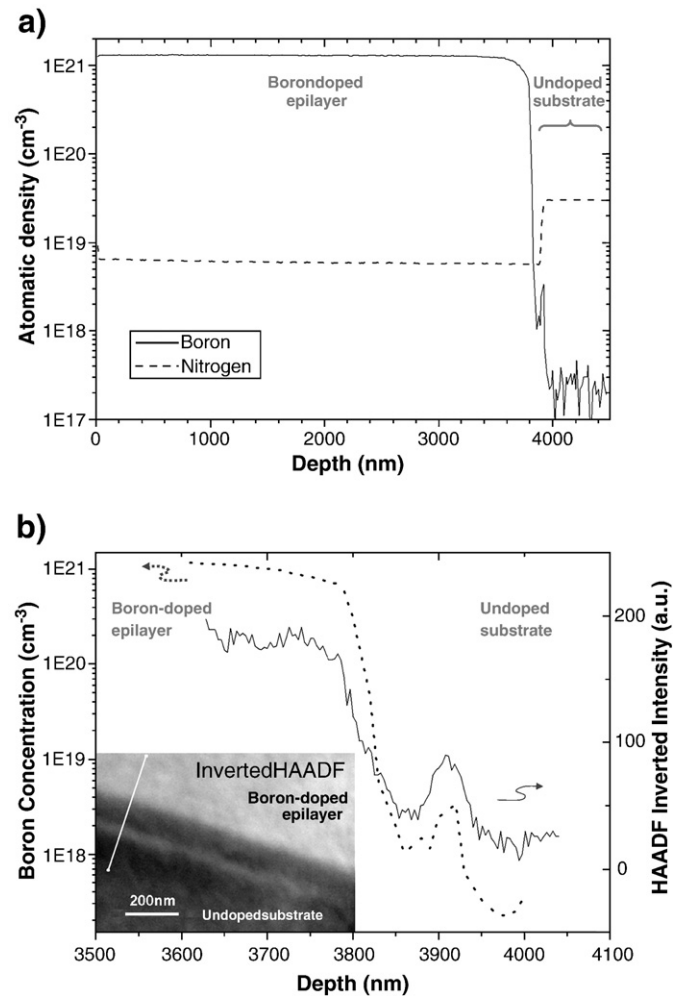 a)
1E21
1E20
1E19
1E18
1E17
Atomatic density (cm-3)
Borondoped
epilayer
Undoped
substrate
Boron
Nitrogen
0
1000
2000
3000
4000
Depth (nm)
b)
1E21
1E20
1E19
1E18
Boron Concentration (cm-3)
Boron-doped
epilayer
Undoped
substrate
200
100
0
HAADF Inverted Intensity (a.u.)
InvertedHAADF
Boron-doped
epilayer
200nm
Undopedsubstrate
3500
3600
3700
3800
3900
4000
4100
Depth (nm)